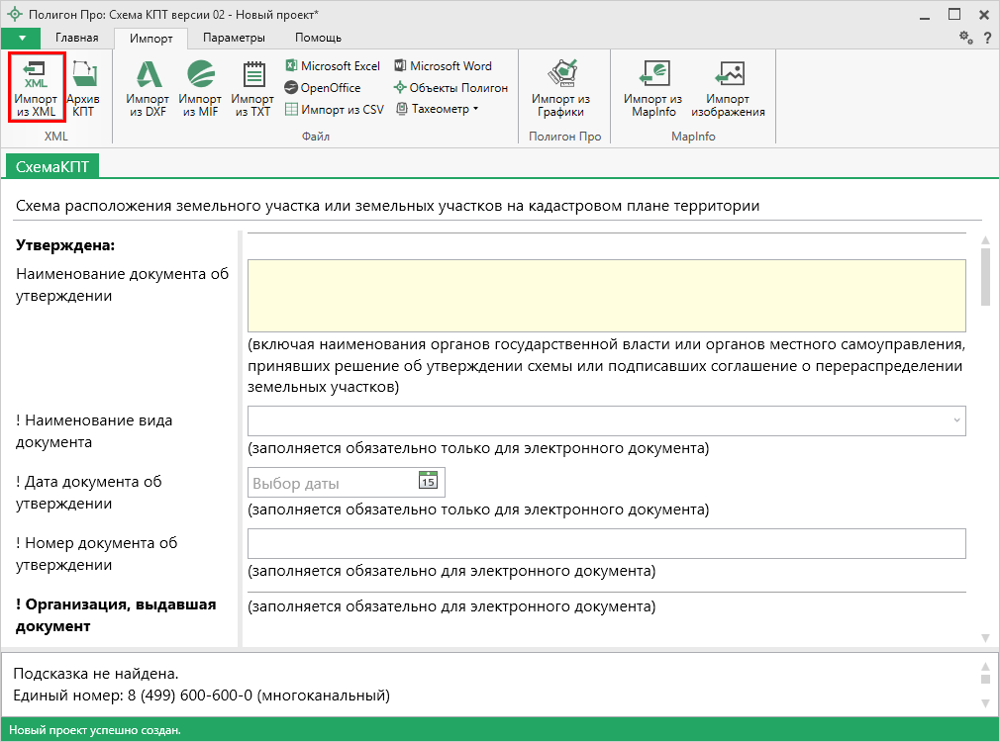 Полигон Про: Схема КПТ версии 02 - Новый проект*
Главная Импорт Параметры Помощь
?
XML
Импорт из XML
Архив КПТ
XML
Импорт из DXF
Импорт из MIF
Импорт из TXT
Microsoft Excel
OpenOffice
Импорт из CSV
Microsoft Word
Объекты Полигон
Тахеометр
Файл
Импорт из Графики
Полигон Про
Импорт из MapInfo
Импорт изображения
MapInfo
СхемаКПТ
Схема расположения земельного участка или земельных участков на кадастровом плане территории
Утверждена:
Наименование документа об
утверждении
(включая наименования органов государственной власти или органов местного самоуправления,
принявших решение об утверждении схемы или подписавших соглашение о перераспределении
земельных участков)
! Наименование вида
документа
(заполняется обязательно только для электронного документа)
! Дата документа об
утверждении
Выбор даты 15
(заполняется обязательно только для электронного документа)
! Номер документа об
утверждении
(заполняется обязательно для электронного документа)
! Организация, выдавшая
документ
(заполняется обязательно для электронного документа)
Подсказка не найдена.
Единый номер: 8 (499) 600-600-0 (многоканальный)
Новый проект успешно создан.